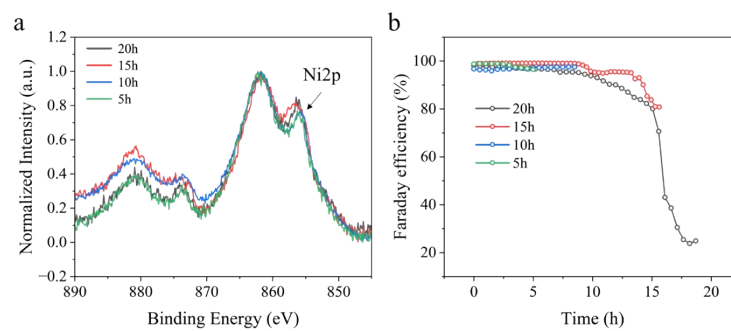 a
20h
15h
10h
5h
Ni2p
Normalized Intensity (a.u.)
1.2
1.0
0.8
0.6
0.4
0.2
0.0
−0.2
890
880
870
860
850
Binding Energy (eV)
b
Faraday efficiency (%)
100
80
60
40
20
20h
15h
10h
5h
0
5
10
15
20
Time (h)